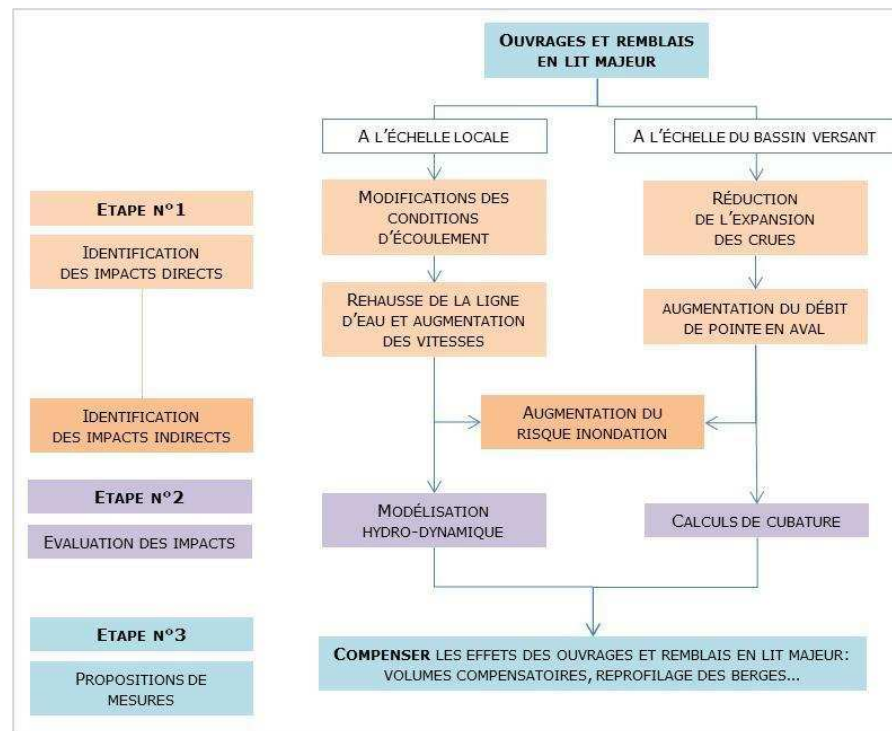 OUVRAGES ET REMBLAIS
EN LIT MAJEUR
A L'ÉCHELLE LOCALE
A L'ÉCHELLE DU BASSIN VERSANT
ETAPE N°1
IDENTIFICATION
DES IMPACTS DIRECTS
MODIFICATIONS DES
CONDITIONS
D'ÉCOULEMENT
RÉDUCTION
DE L'EXPANSION
DES CRUES
REHAUSSE DE LA LIGNE
D'EAU ET AUGMENTATION
DES VITESSES
AUGMENTATION DU DÉBIT
DE POINTE EN AVAL
IDENTIFICATION
DES IMPACTS INDIRECTS
AUGMENTATION DU
RISQUE INONDATION
ETAPE N°2
EVALUATION DES IMPACTS
MODÉLISATION
HYDRO-DYNAMIQUE
CALCULS DE CUBATURE
ETAPE N°3
PROPOSITIONS DE
MESURES
COMPENSER LES EFFETS DES OUVRAGES ET REMBLAIS EN LIT MAJEUR:
VOLUMES COMPENSATOIRES, REPROFILAGE DES BERGES...